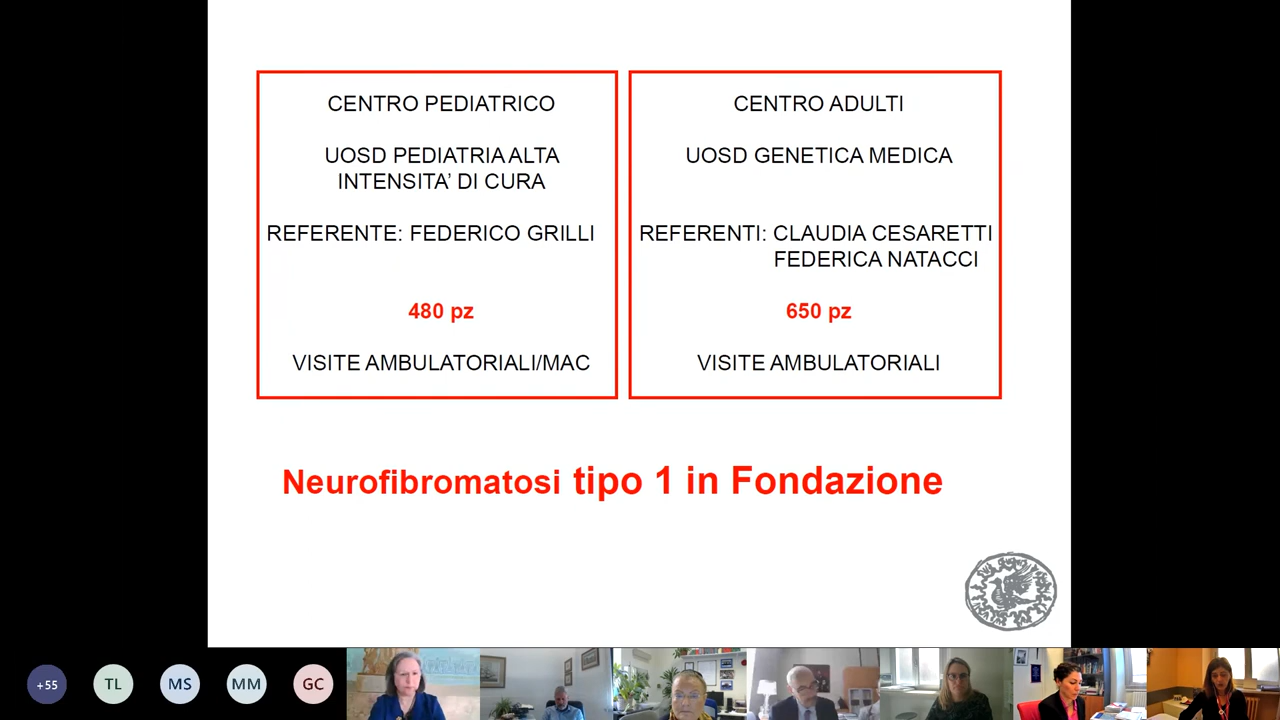 CENTRO PEDIATRICO
UOSD PEDIATRIA ALTA
INTENSITA’ DI CURA
REFERENTE: FEDERICO GRILLI
480 pz
VISITE AMBULATORIALI/MAC
CENTRO ADULTI
UOSD GENETICA MEDICA
REFERENTI: CLAUDIA CESARETTI
FEDERICA NATACCI
650 pz
VISITE AMBULATORIALI
Neurofibromatosi tipo 1 in Fondazione
+55
TL
MS
MM
GC